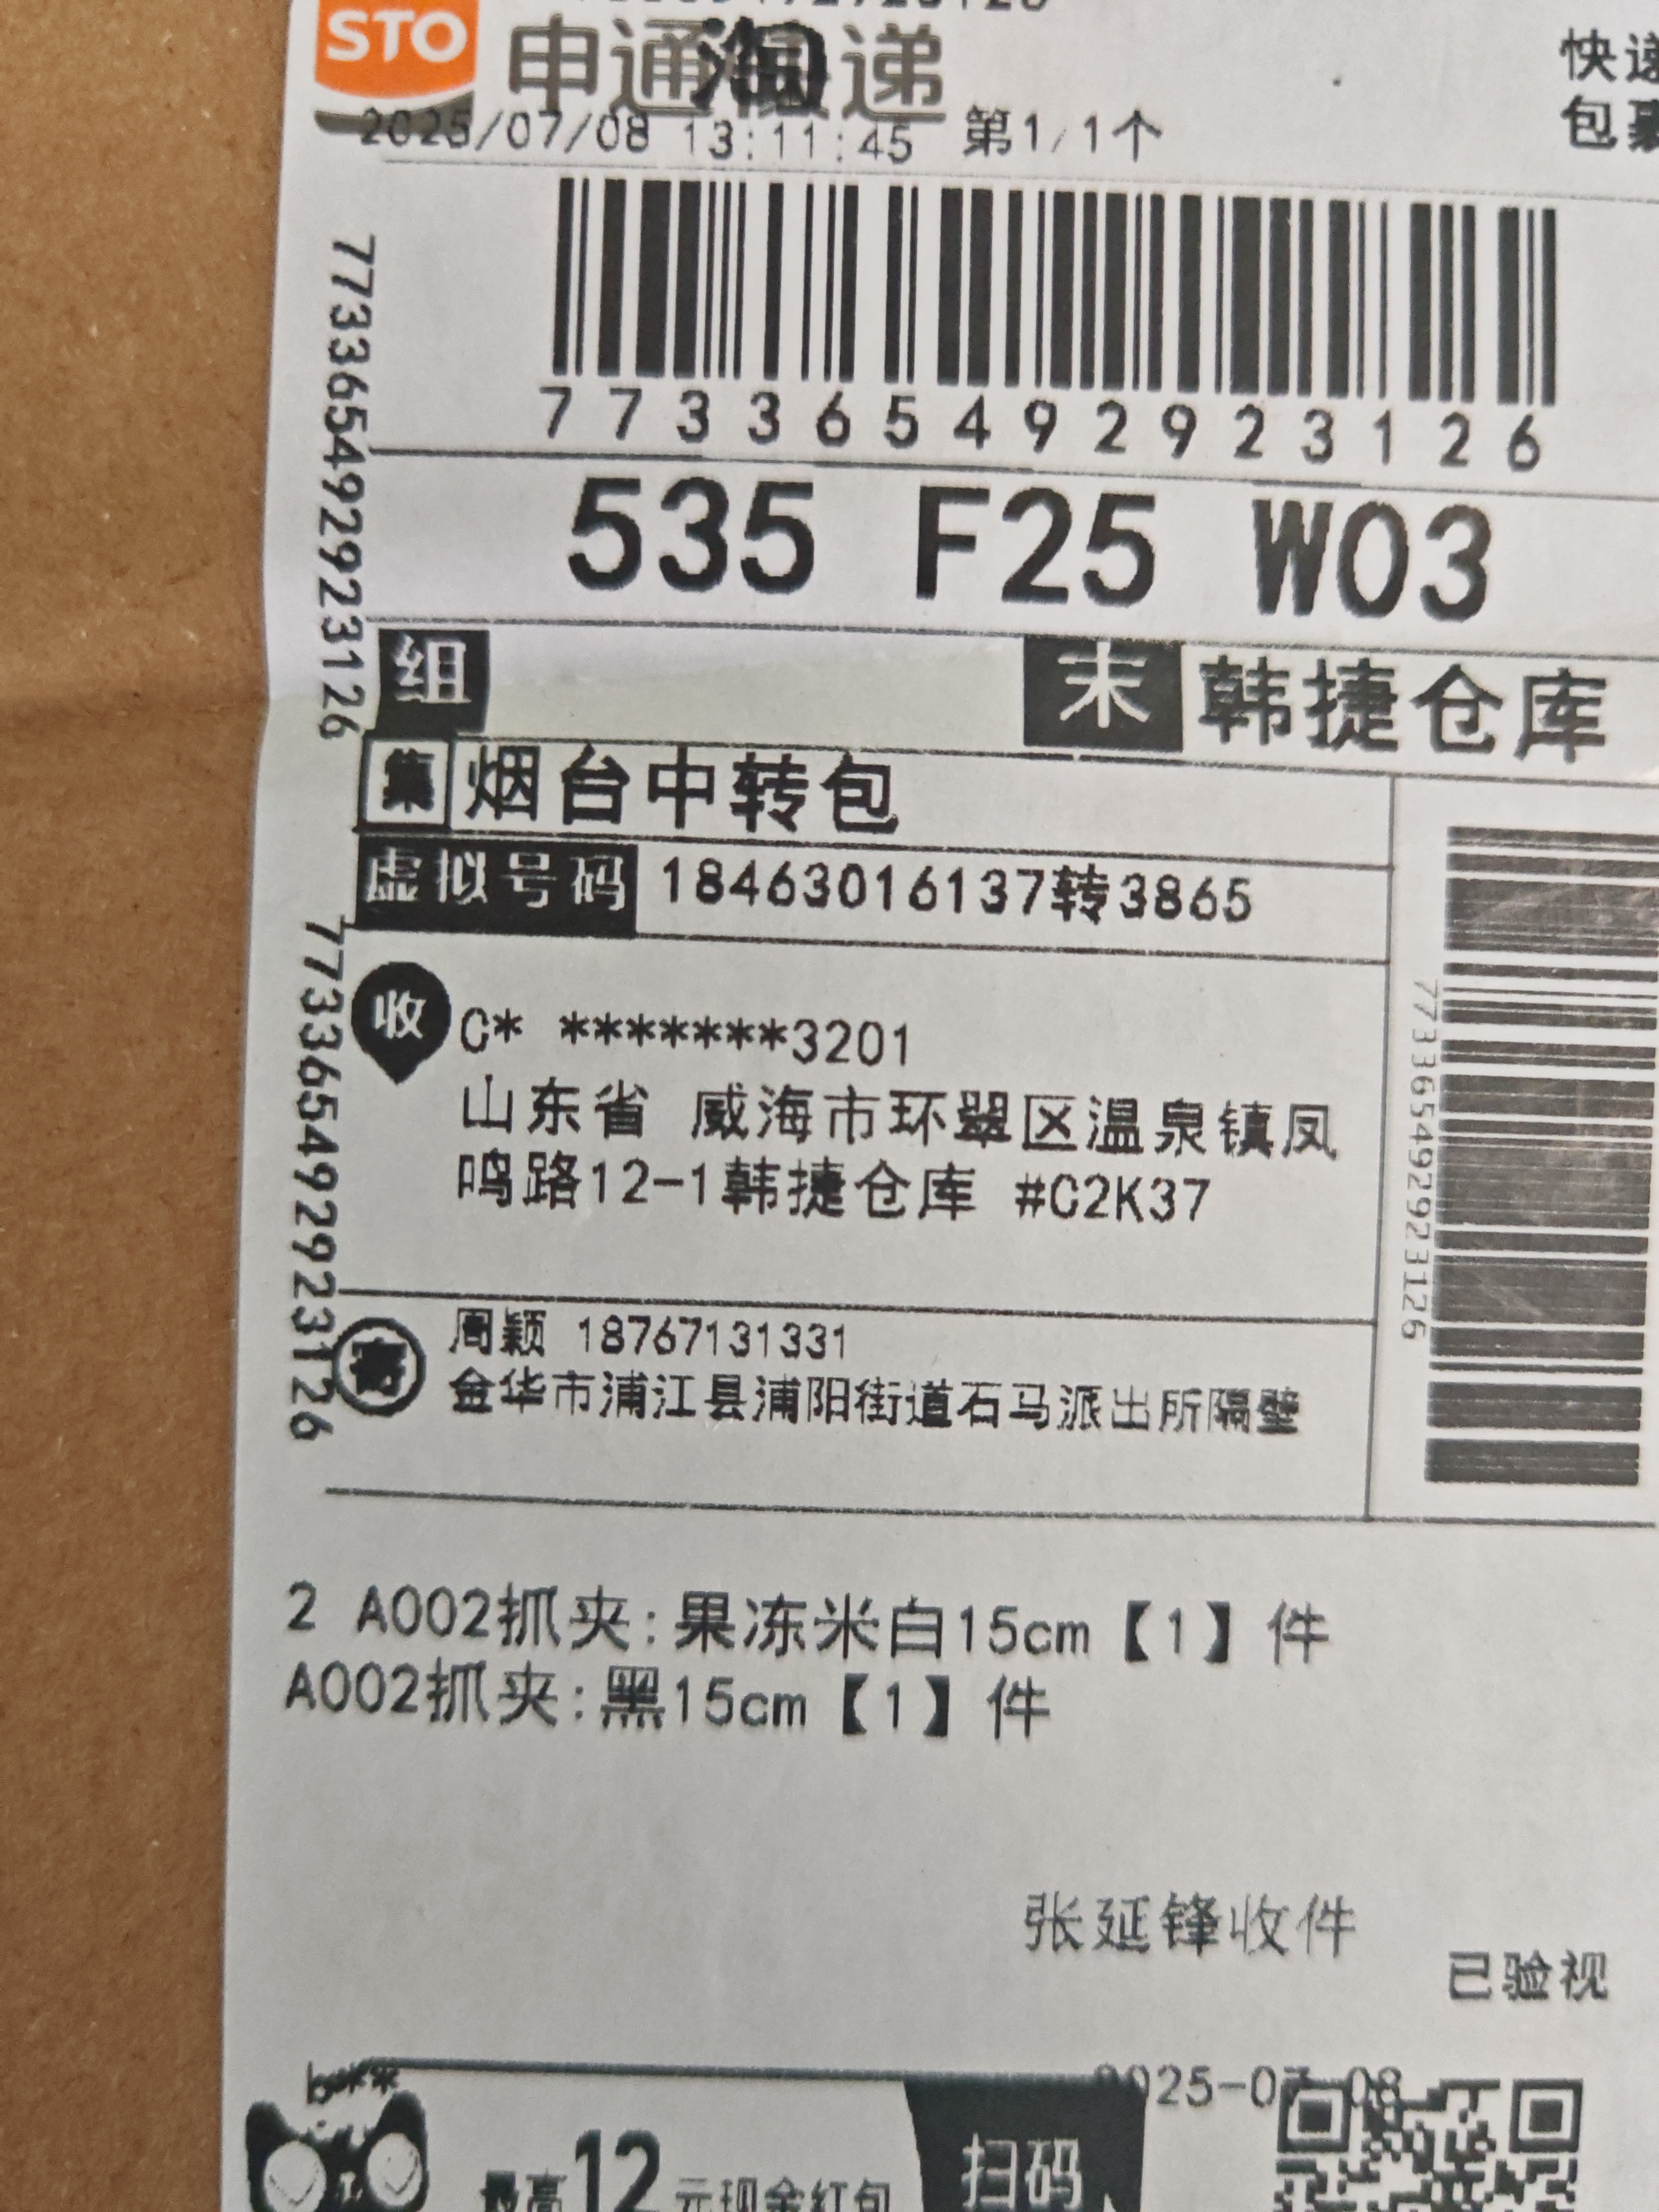 STO 申通快递
2025/07/08 13:11:45 第1/1个
快递
包裹
773365492923126
773365492923126
535 F25 W03
组
末 韩捷仓库
集 烟台中转包
虚拟号码 18463016137转3865
773365492923126
收 C* *******3201
山东省 威海市环翠区温泉镇凤
鸣路12-1韩捷仓库 #C2K37
773365492923126
寄 周颖 18767131331
金华市浦江县浦阳街道石马派出所隔壁
2 A002抓夹:果冻米白15cm【1】件
A002抓夹:黑15cm【1】件
张延锋收件
已验视
2025-07-08
最高12元现金红包
扫码